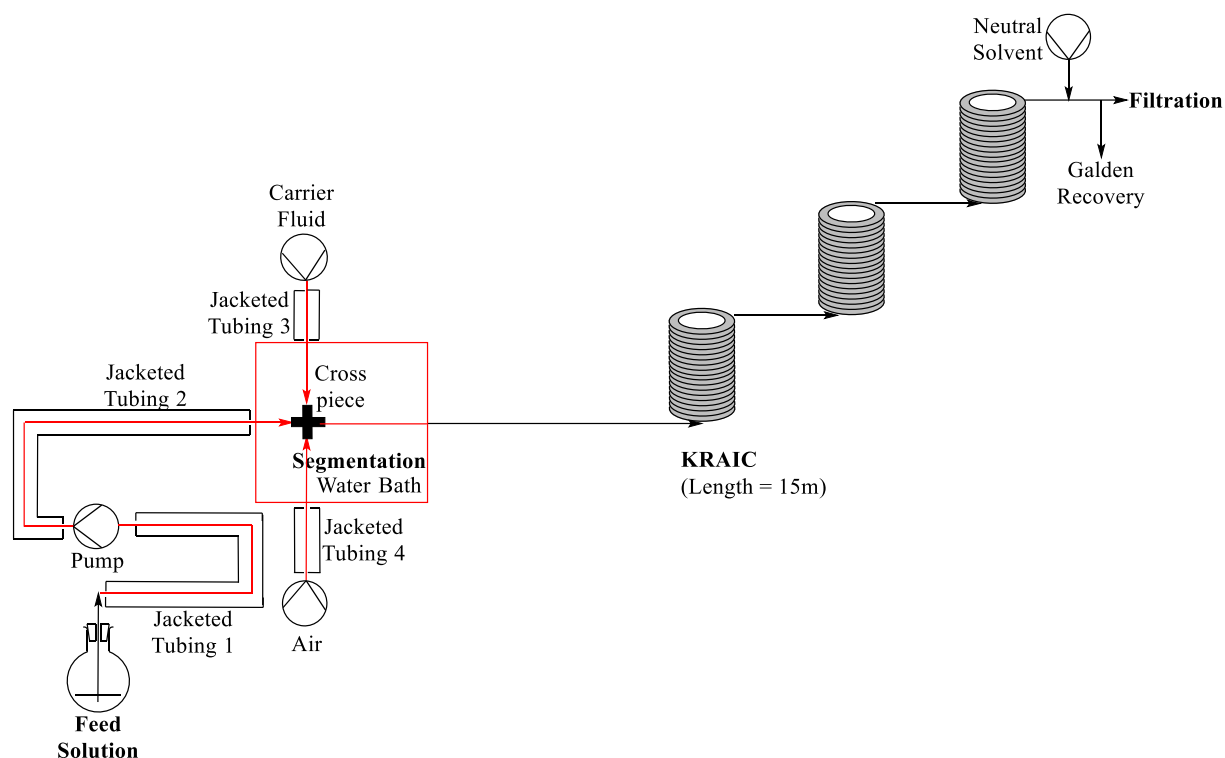 Neutral
Solvent
Filtration
Galden
Recovery
Carrier
Fluid
Jacketed
Tubing 3
Cross
piece
Jacketed
Tubing 2
Segmentation
Water Bath
KRAIC
(Length = 15m)
Jacketed
Tubing 4
Pump
Jacketed
Tubing 1
Air
Feed
Solution